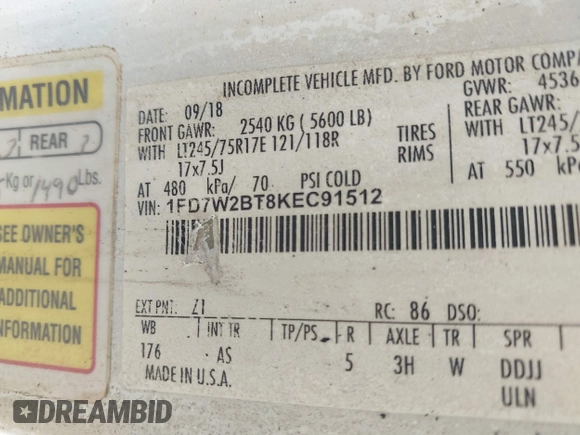 MATION
2 REAR 2
Kg or 1490 Lbs.
SEE OWNER'S
MANUAL FOR
ADDITIONAL
INFORMATION
INCOMPLETE VEHICLE MFD. BY FORD MOTOR COMPA
DATE: 09/18
GVWR: 4536
FRONT GAWR: 2540 KG ( 5600 LB)
REAR GAWR:
WITH LT245/75R17E 121/118R TIRES WITH LT245/
17x7.5J RIMS 17x7.5
AT 480 kPa/ 70 PSI COLD AT 550 kP
VIN: 1FD7W2BT8KEC91512
EXT PNT: Z1 RC: 86 DSO:
WB INT TR TP/PS R AXLE TR SPR
176 AS 5 3H W DDJJ
MADE IN U.S.A. ULN
DREAMBID